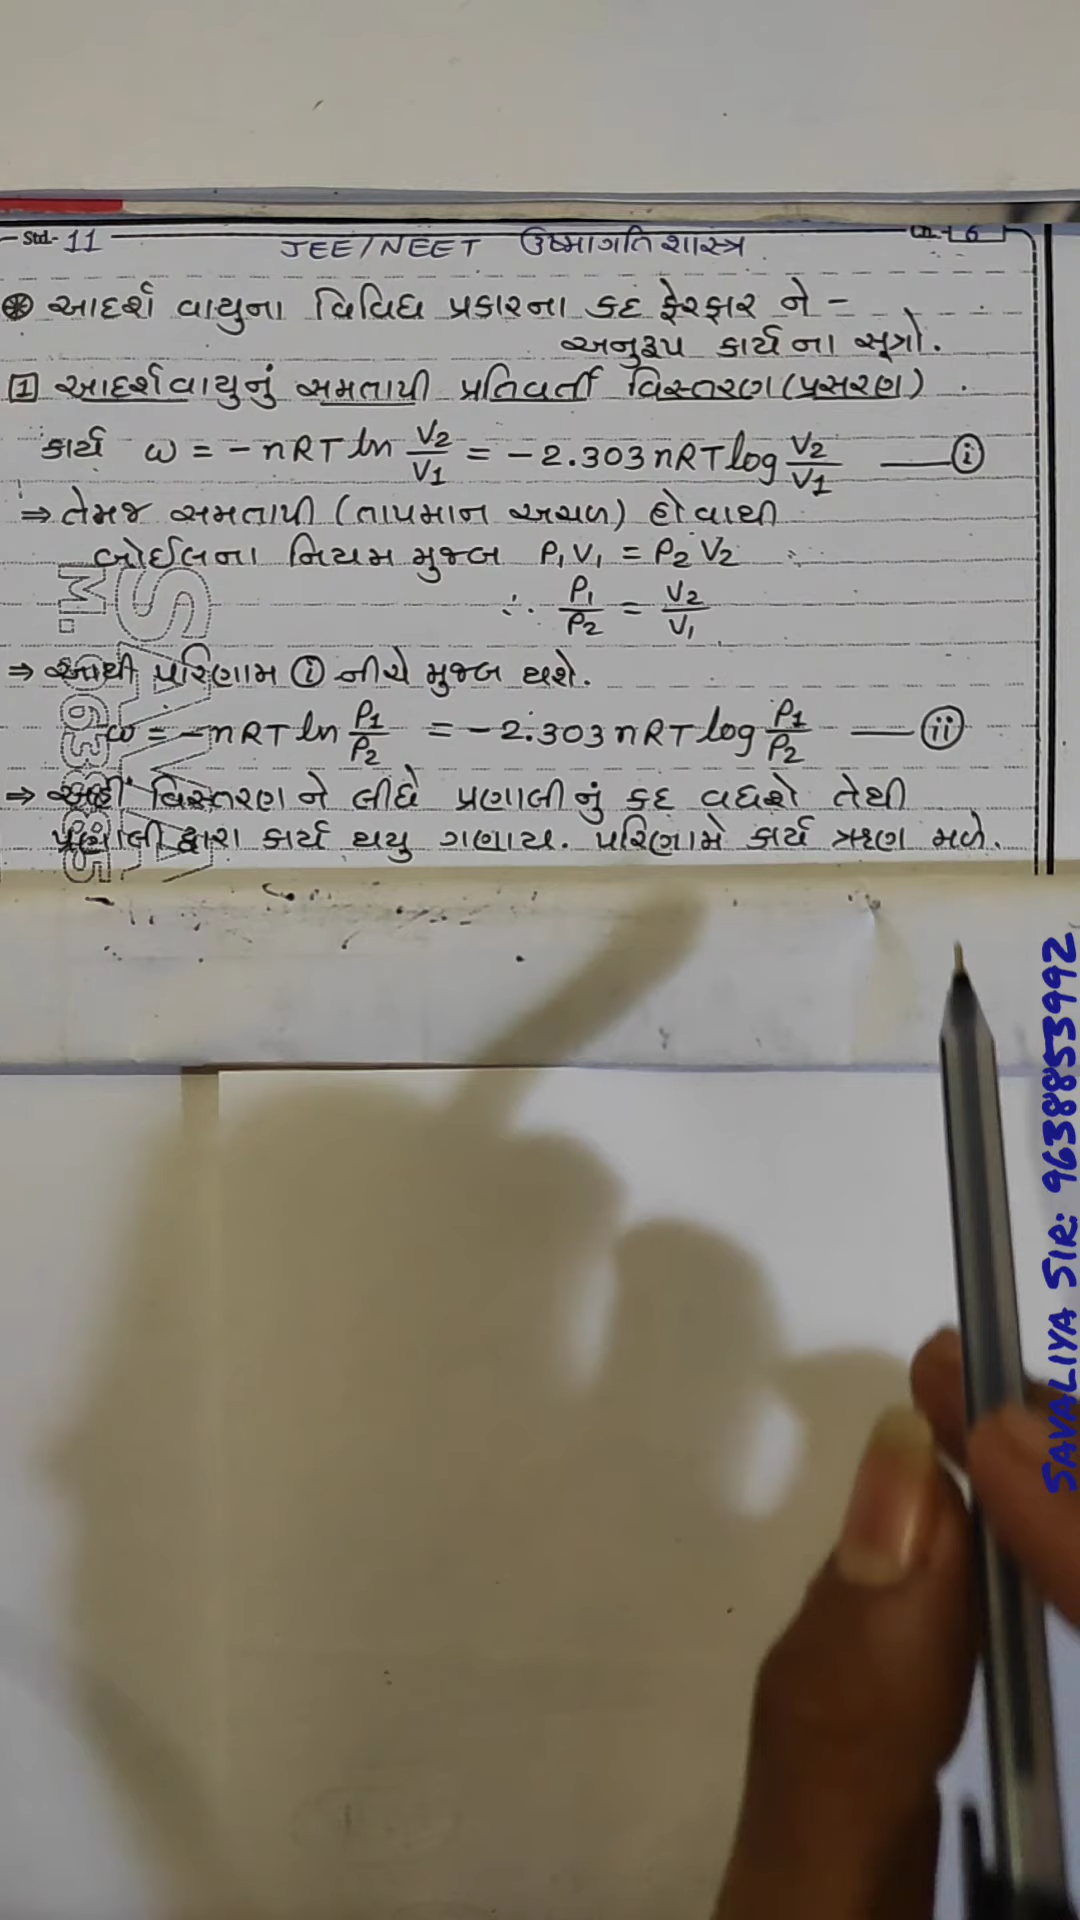 Std.- 11 JEE/NEET ઉષ્માગતિશાસ્ત્ર Ch.- 6
⊛ આદર્શ વાયુના વિવિધ પ્રકારના કદ ફેરફાર ને –
અનુરૂપ કાર્યના સૂત્રો.
1 આદર્શવાયુનું સમતાપી પ્રતિવર્તી વિસ્તરણ (પ્રસરણ)
કાર્ય ω = -nRT ln V2/V1 = -2.303 nRT log V2/V1 —— (i)
⇒ તેમજ સમતાપી (તાપમાન અચળ) હોવાથી
બોઈલના નિયમ મુજબ P1V1 = P2V2
∴ P1/P2 = V2/V1
⇒ આથી પરિણામ (i) નીચે મુજબ થશે.
ω = -nRT ln P1/P2 = -2.303 nRT log P1/P2 —— (ii)
⇒ અહીં વિસ્તરણ ને લીધે પ્રણાલીનું કદ વધશે તેથી
પ્રણાલી દ્વારા કાર્ય થયુ ગણાય. પરિણામે કાર્ય ઋણ મળે.
SAVALIYA SIR: 9638853992